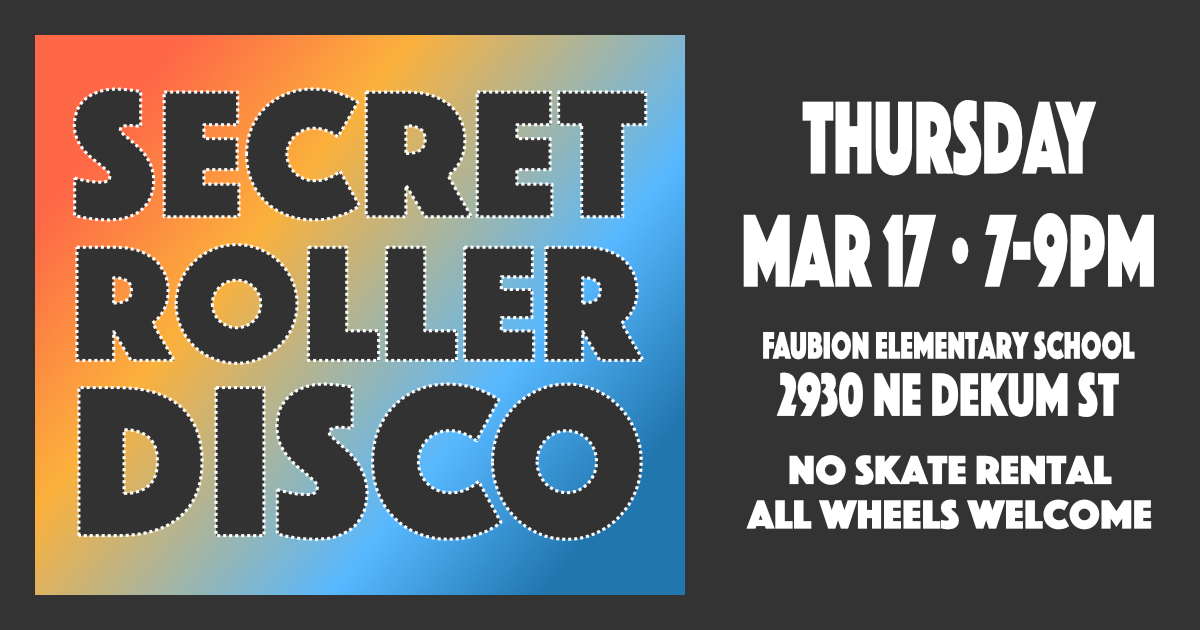 SECRET
ROLLER
DISCO
THURSDAY
MAR 17 • 7-9PM
FAUBION ELEMENTARY SCHOOL
2930 NE DEKUM ST
NO SKATE RENTAL
ALL WHEELS WELCOME